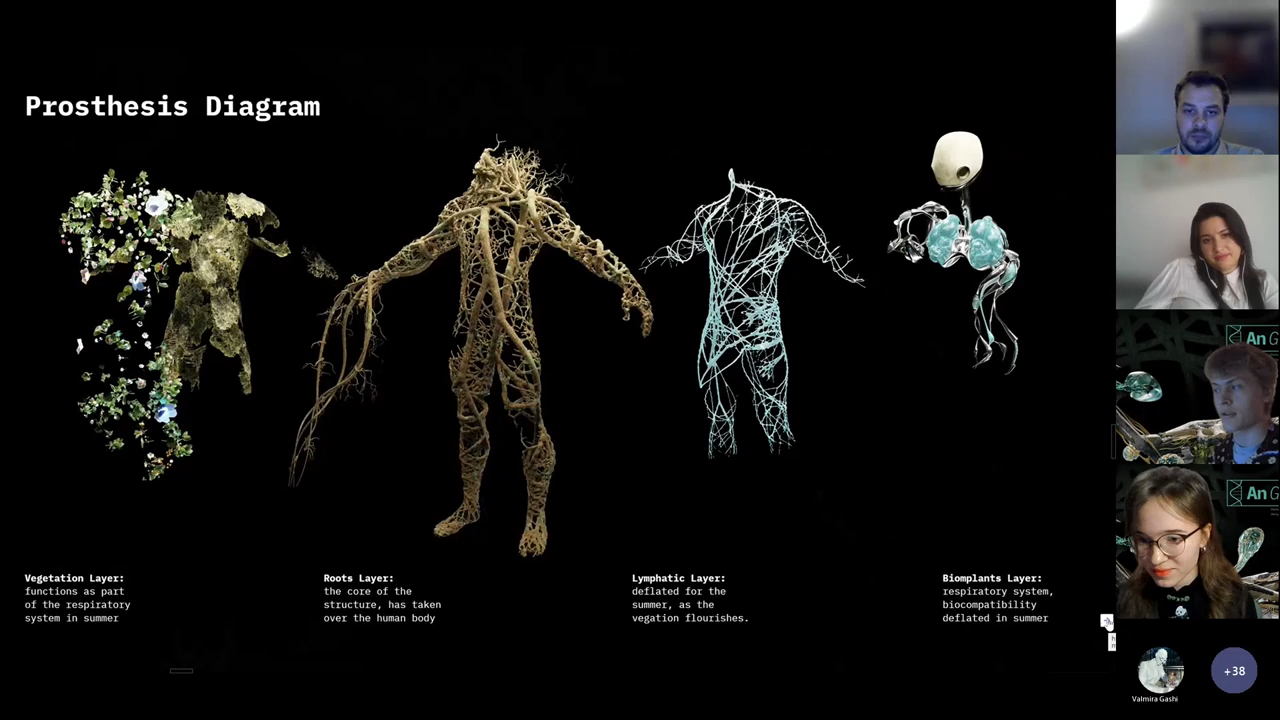 Prosthesis Diagram
Vegetation Layer:
functions as part
of the respiratory
system in summer
Roots Layer:
the core of the
structure, has taken
over the human body
Lymphatic Layer:
deflated for the
summer, as the
vegation flourishes.
Biomplants Layer:
respiratory system,
biocompatibility
deflated in summer
An G
An G
Valmira Gashi
+38